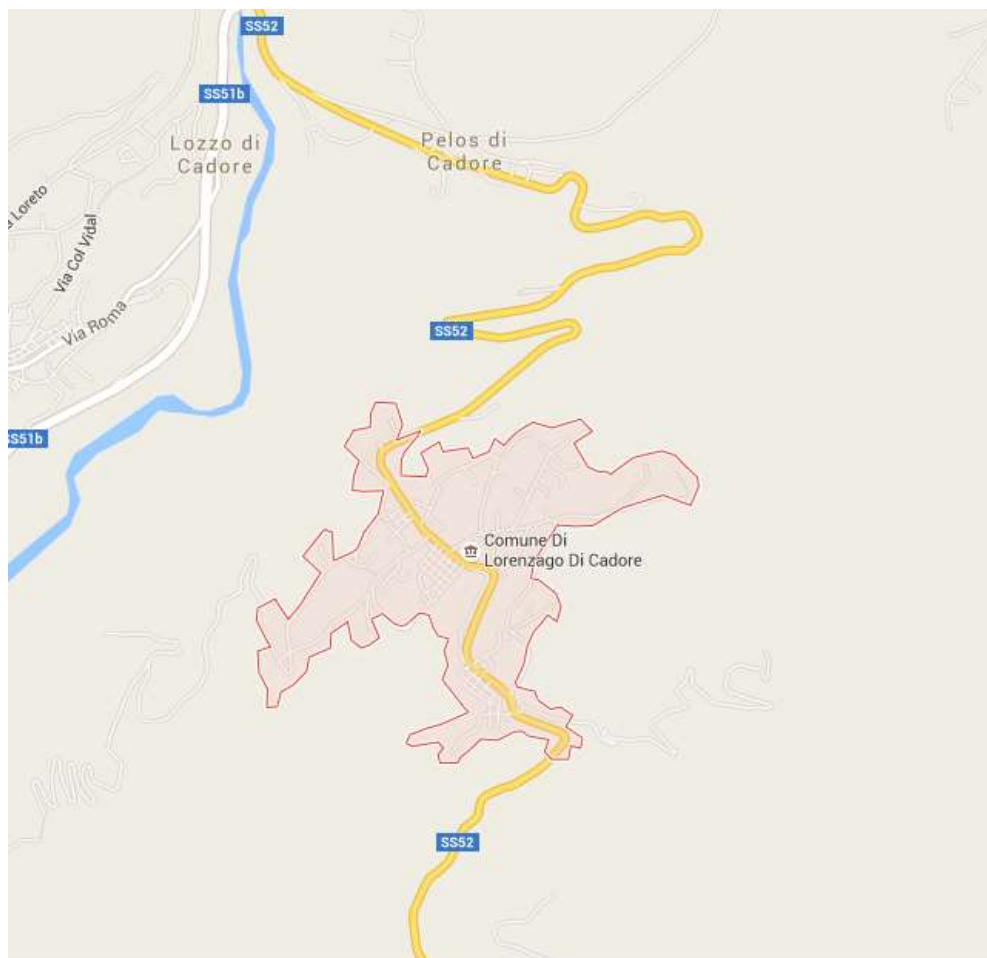 SS52
SS51b
Lozzo di
Cadore
Pelos di
Cadore
Loreto
Via Col Vidal
Via Roma
SS52
SS51b
Comune Di
Lorenzago Di Cadore
SS52